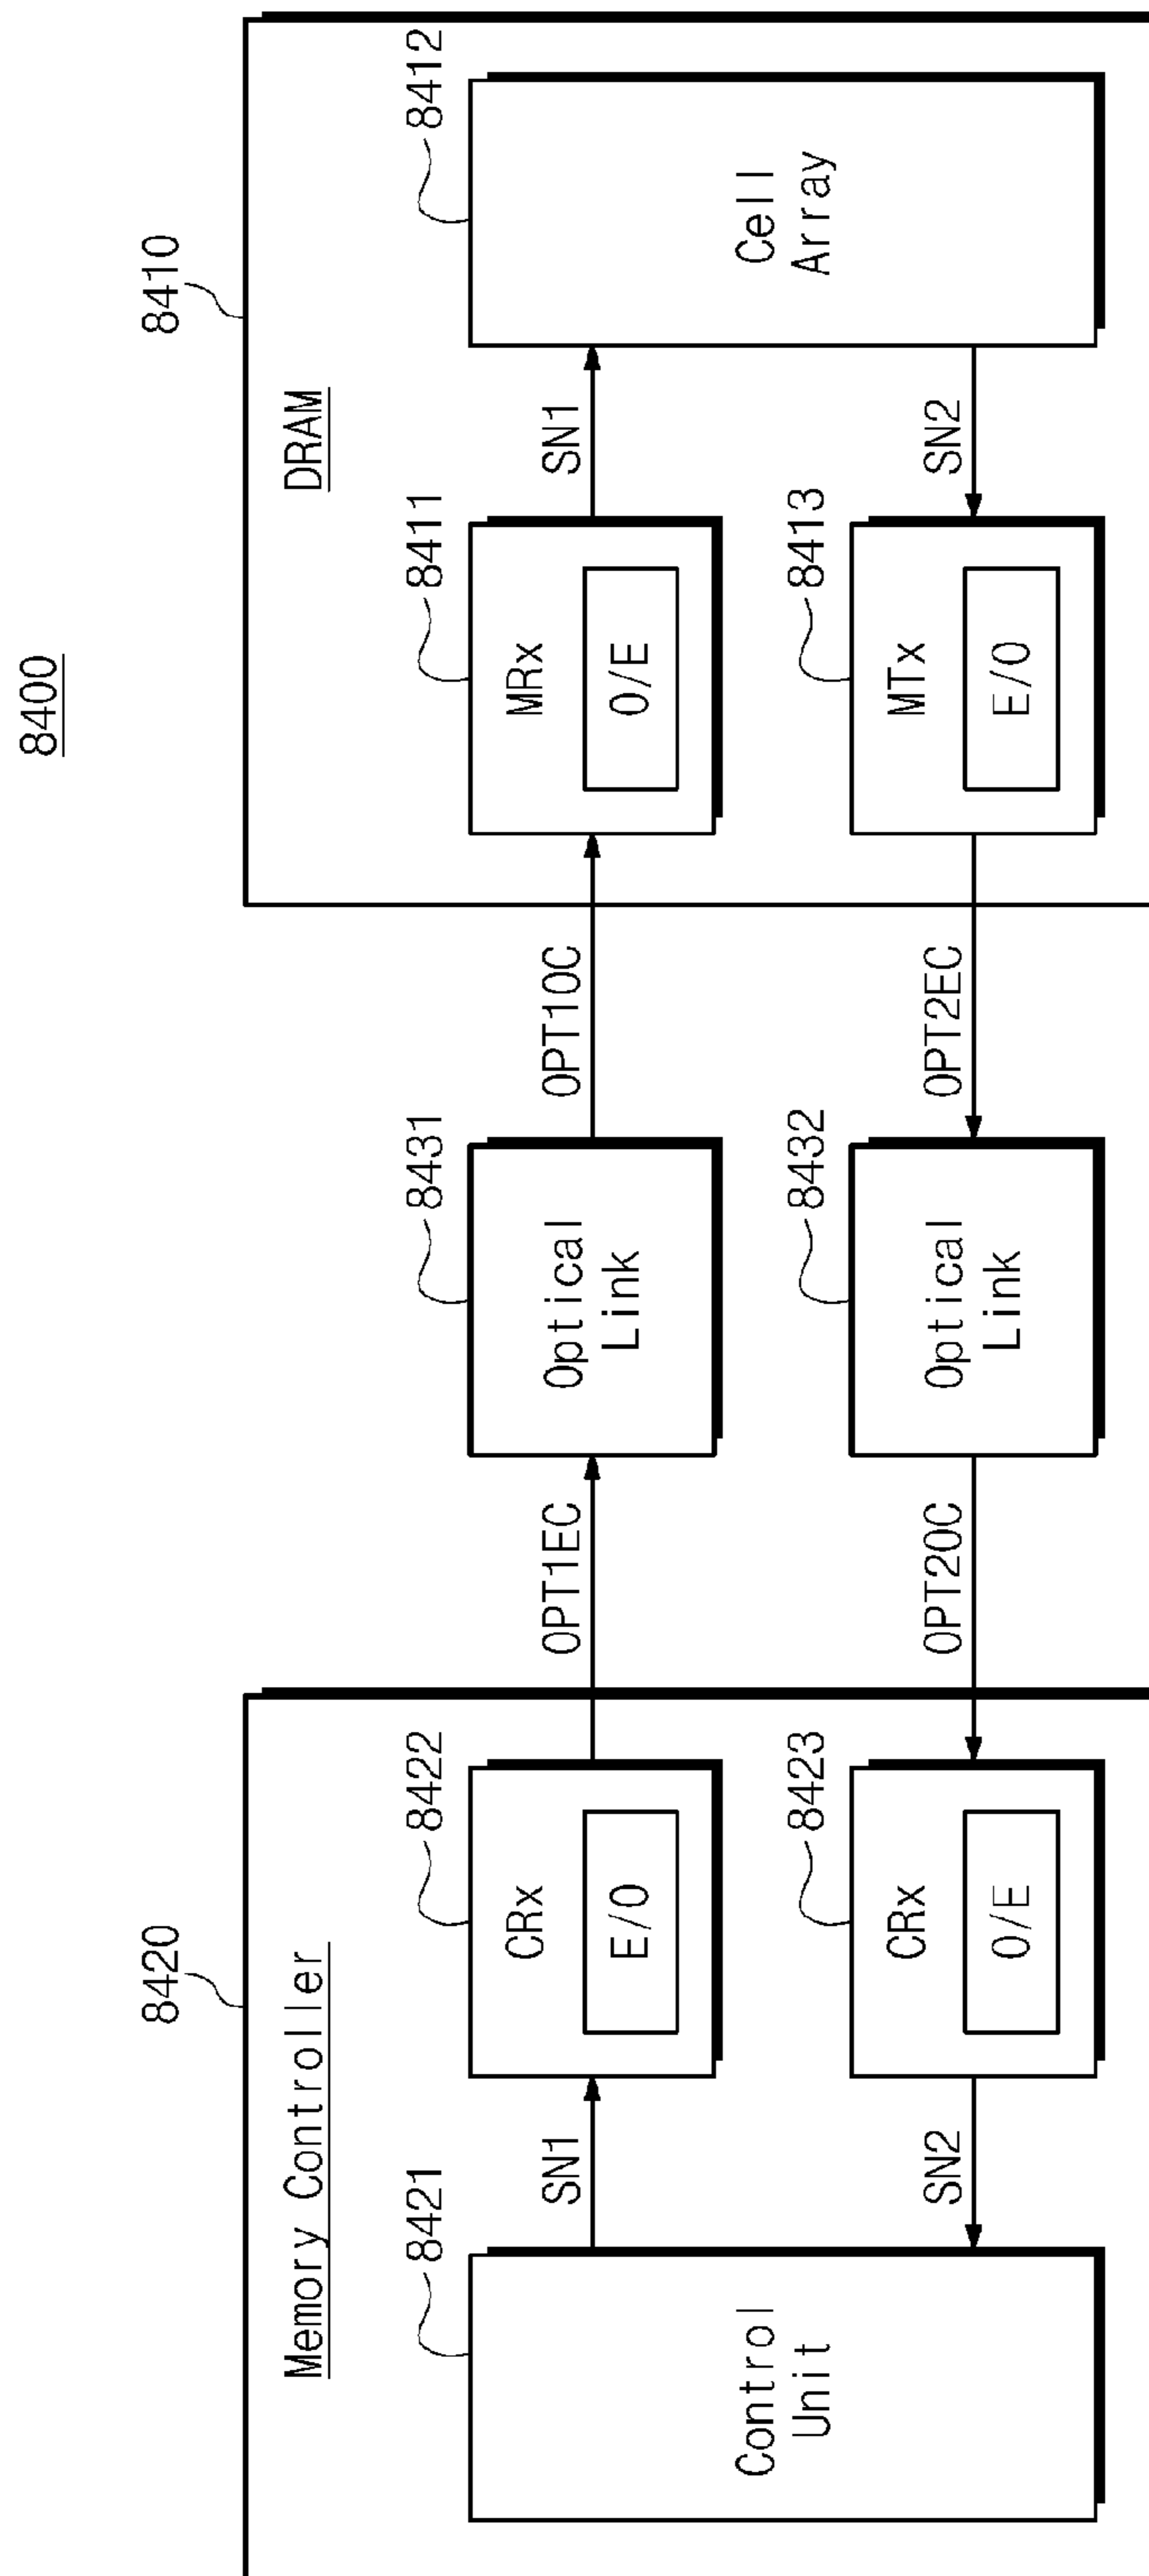 8400
8420
8410
Memory Controller
DRAM
8421
8422
8431
8411
8412
Control
Unit
SN1
CRx
E/O
OPT1EC
Optical
Link
OPT1OC
MRx
O/E
SN1
Cell
Array
8423
8432
8413
SN2
CRx
O/E
OPT2OC
Optical
Link
OPT2EC
MTx
E/O
SN2